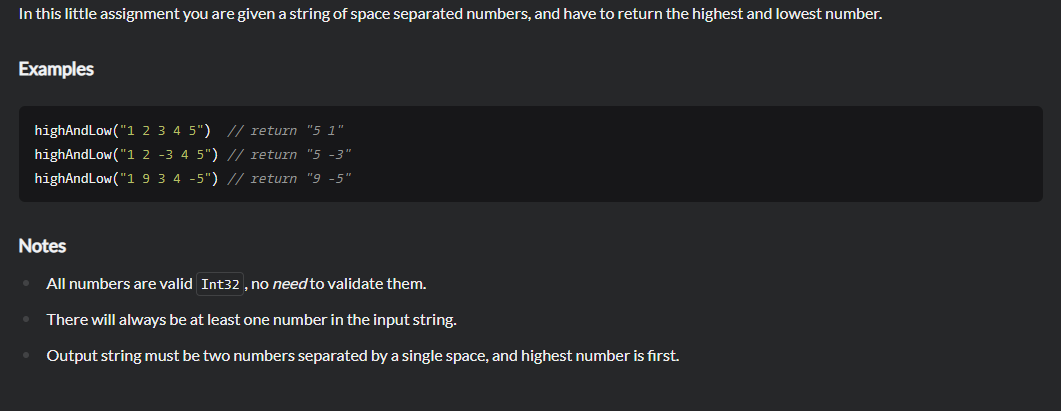 In this little assignment you are given a string of space separated numbers, and have to return the highest and lowest number.
Examples
highAndLow("1 2 3 4 5")  // return "5 1"
highAndLow("1 2 -3 4 5") // return "5 -3"
highAndLow("1 9 3 4 -5") // return "9 -5"
Notes
All numbers are valid Int32, no need to validate them.
There will always be at least one number in the input string.
Output string must be two numbers separated by a single space, and highest number is first.